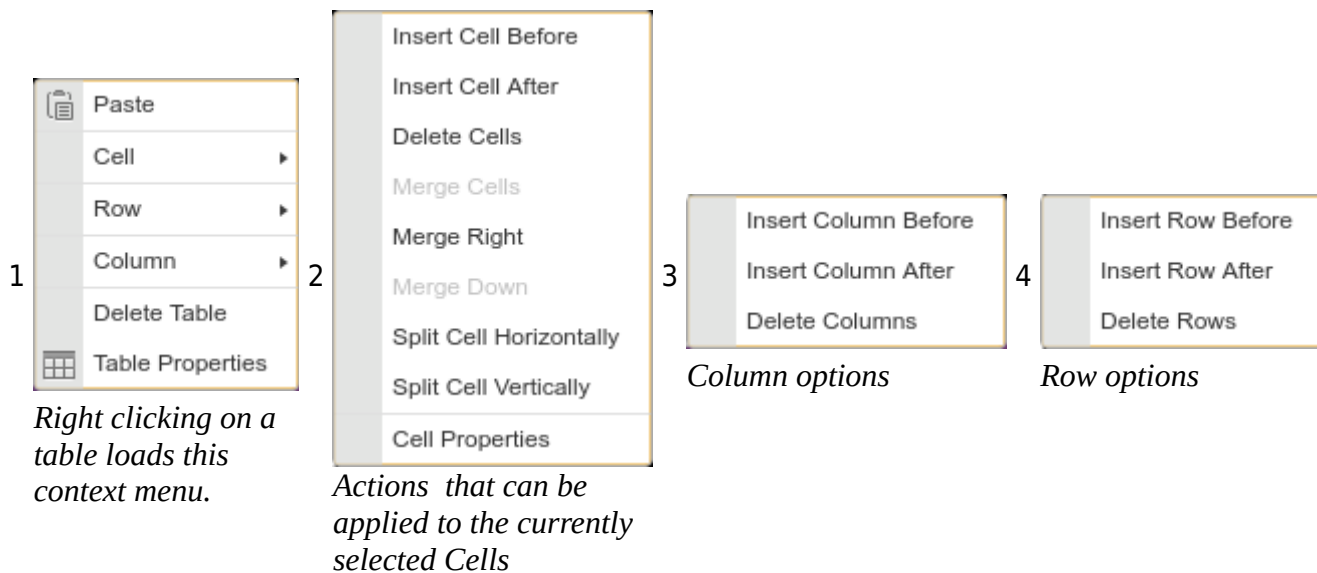 1
Paste
Cell
Row
Column
Delete Table
Table Properties
Right clicking on a
table loads this
context menu.
2
Insert Cell Before
Insert Cell After
Delete Cells
Merge Cells
Merge Right
Merge Down
Split Cell Horizontally
Split Cell Vertically
Cell Properties
Actions  that can be
applied to the currently
selected Cells
3
Insert Column Before
Insert Column After
Delete Columns
Column options
4
Insert Row Before
Insert Row After
Delete Rows
Row options